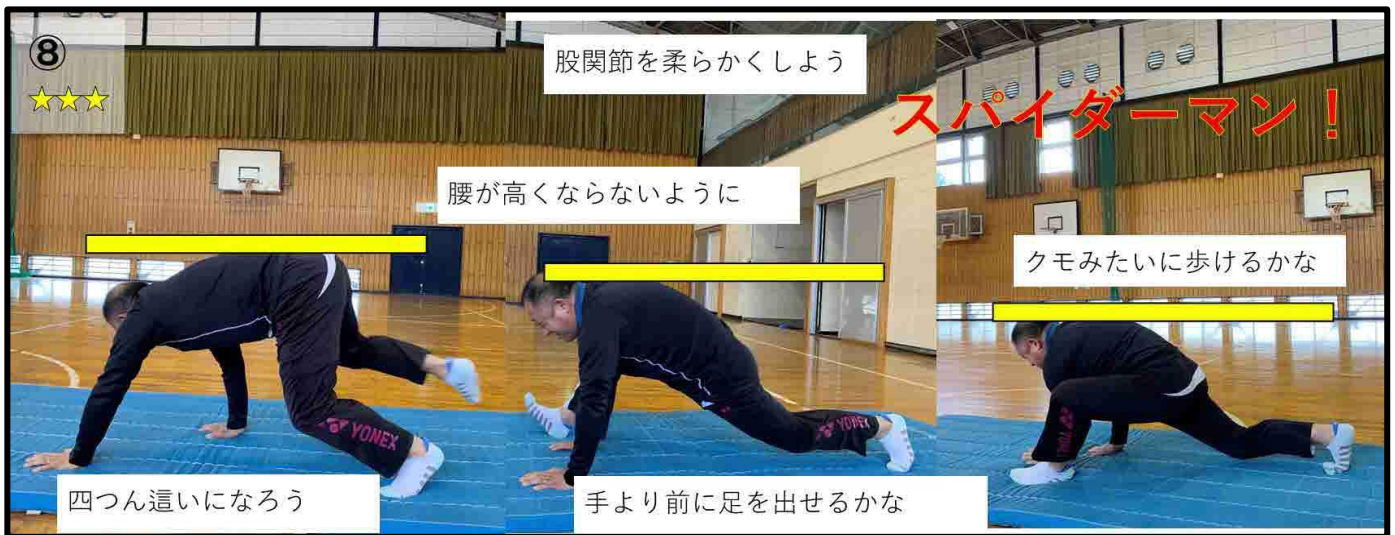 ⑧
★★★
股関節を柔らかくしよう
スパイダーマン！
腰が高くならないように
クモみたいに歩けるかな
YONEX
YONEX
YONEX
四つん這いになろう
手より前に足を出せるかな